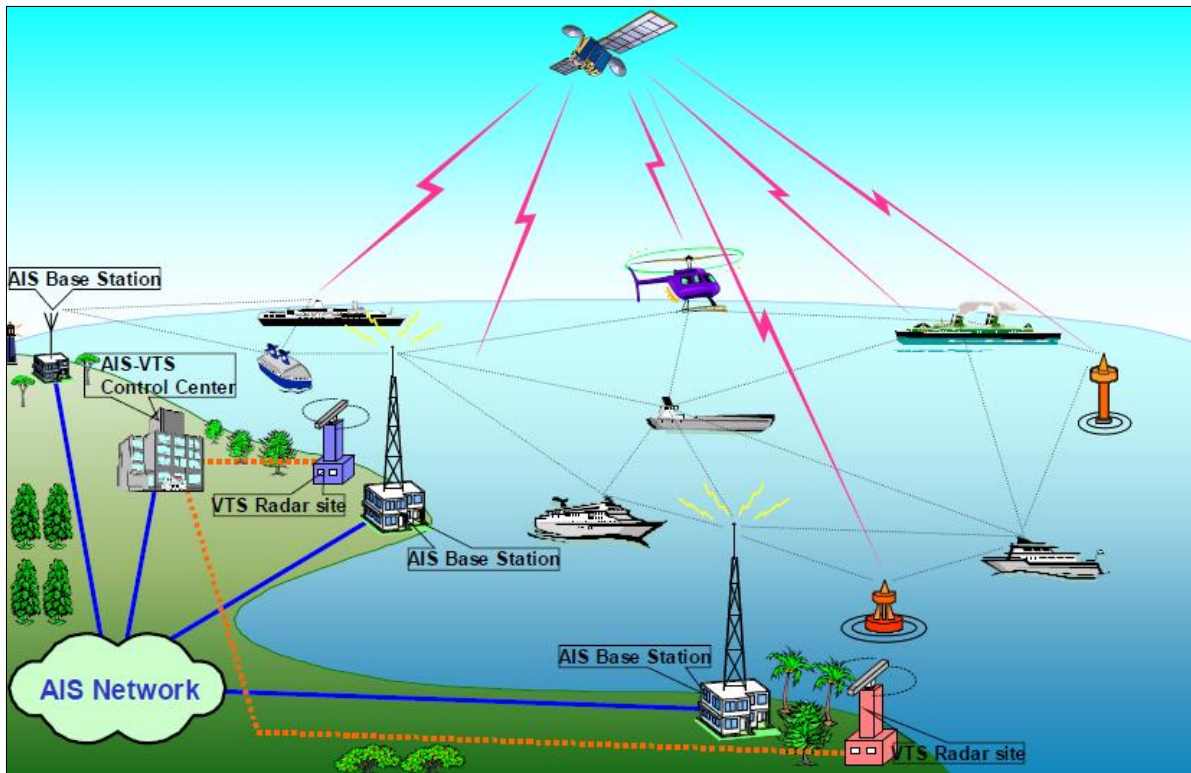 AIS Base Station
AIS-VTS
Control Center
VTS Radar site
AIS Base Station
AIS Base Station
AIS Network
VTS Radar site